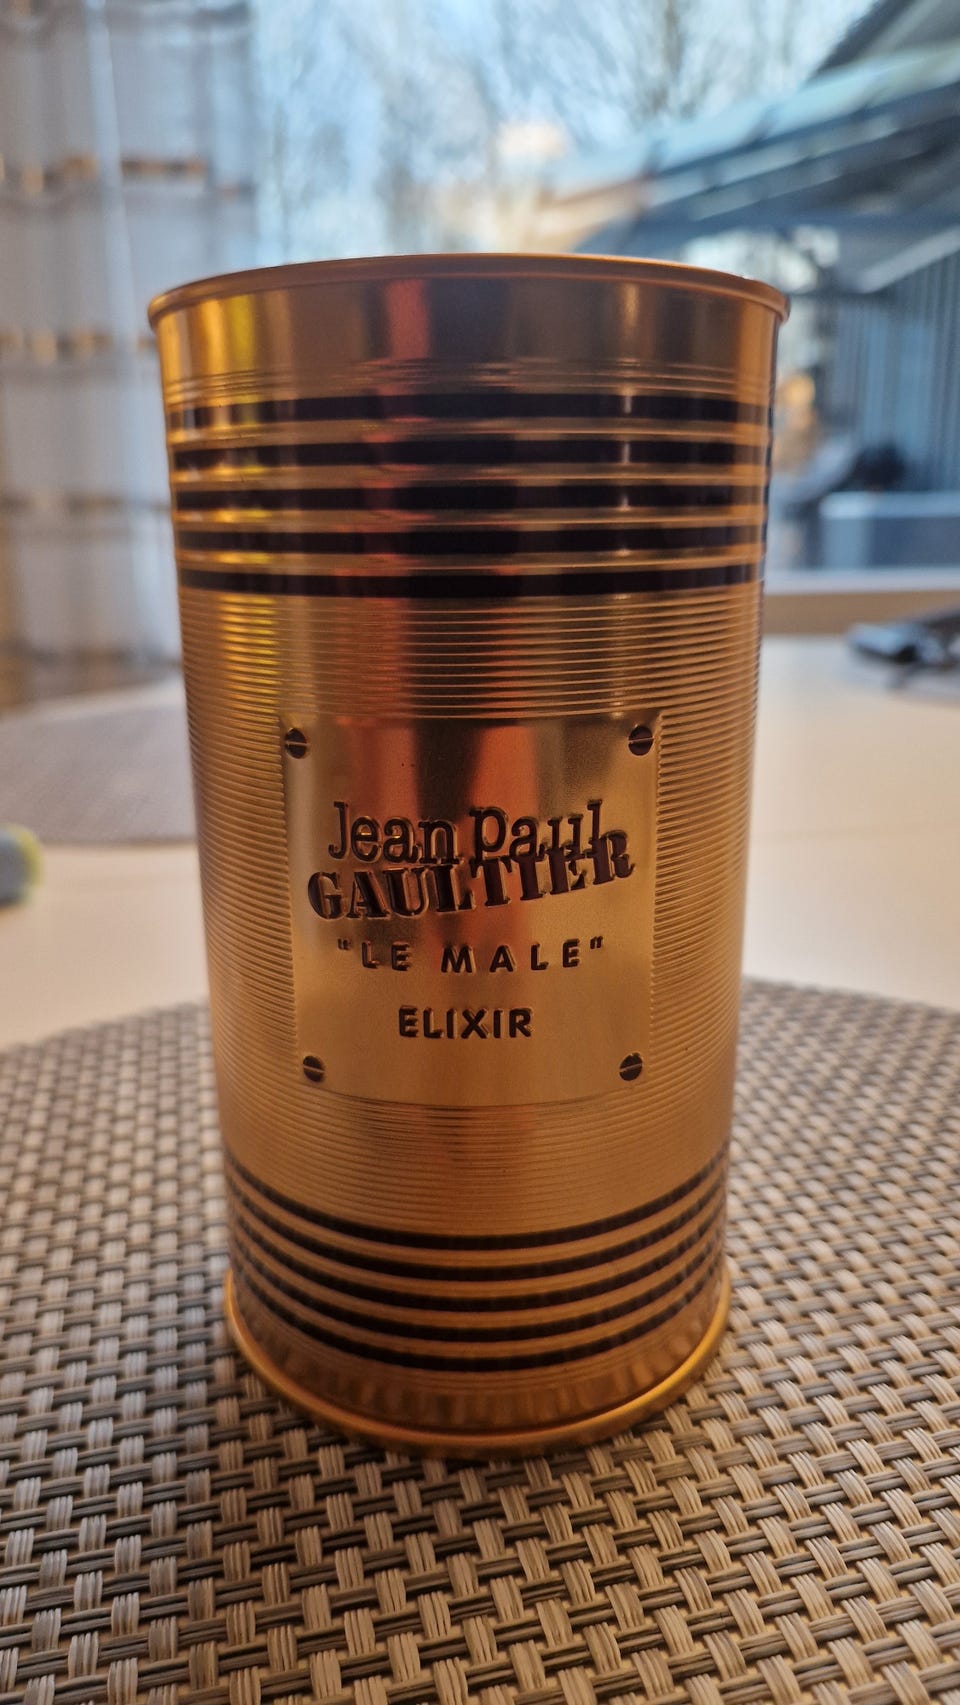 Jean Paul
GAULTIER
"LE MALE"
ELIXIR